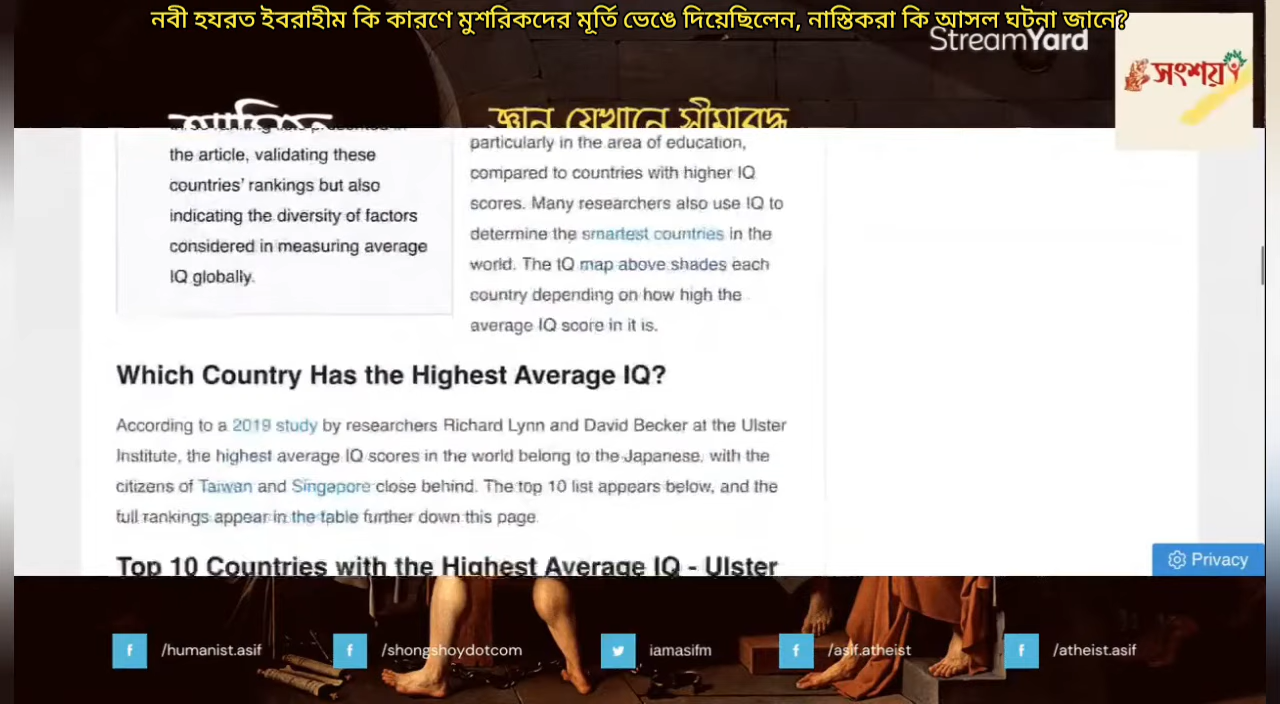 নবী হযরত ইবরাহীম কি কারণে মুশরিকদের মূর্তি ভেঙে দিয়েছিলেন, নাস্তিকরা কি আসল ঘটনা জানে?
StreamYard
সংশয়
জ্ঞান যেখানে সীমাবদ্ধ
the article, validating these
countries' rankings but also
indicating the diversity of factors
considered in measuring average
IQ globally.
particularly in the area of education,
compared to countries with higher IQ
scores. Many researchers also use IQ to
determine the smartest countries in the
world. The IQ map above shades each
country depending on how high the
average IQ score in it is.
Which Country Has the Highest Average IQ?
According to a 2019 study by researchers Richard Lynn and David Becker at the Ulster
Institute, the highest average IQ scores in the world belong to the Japanese, with the
citizens of Taiwan and Singapore close behind. The top 10 list appears below, and the
full rankings appear in the table further down this page.
Top 10 Countries with the Highest Average IQ - Ulster
Privacy
/humanist.asif
/shongshoydotcom
iamasifm
/asif.atheist
/atheist.asif